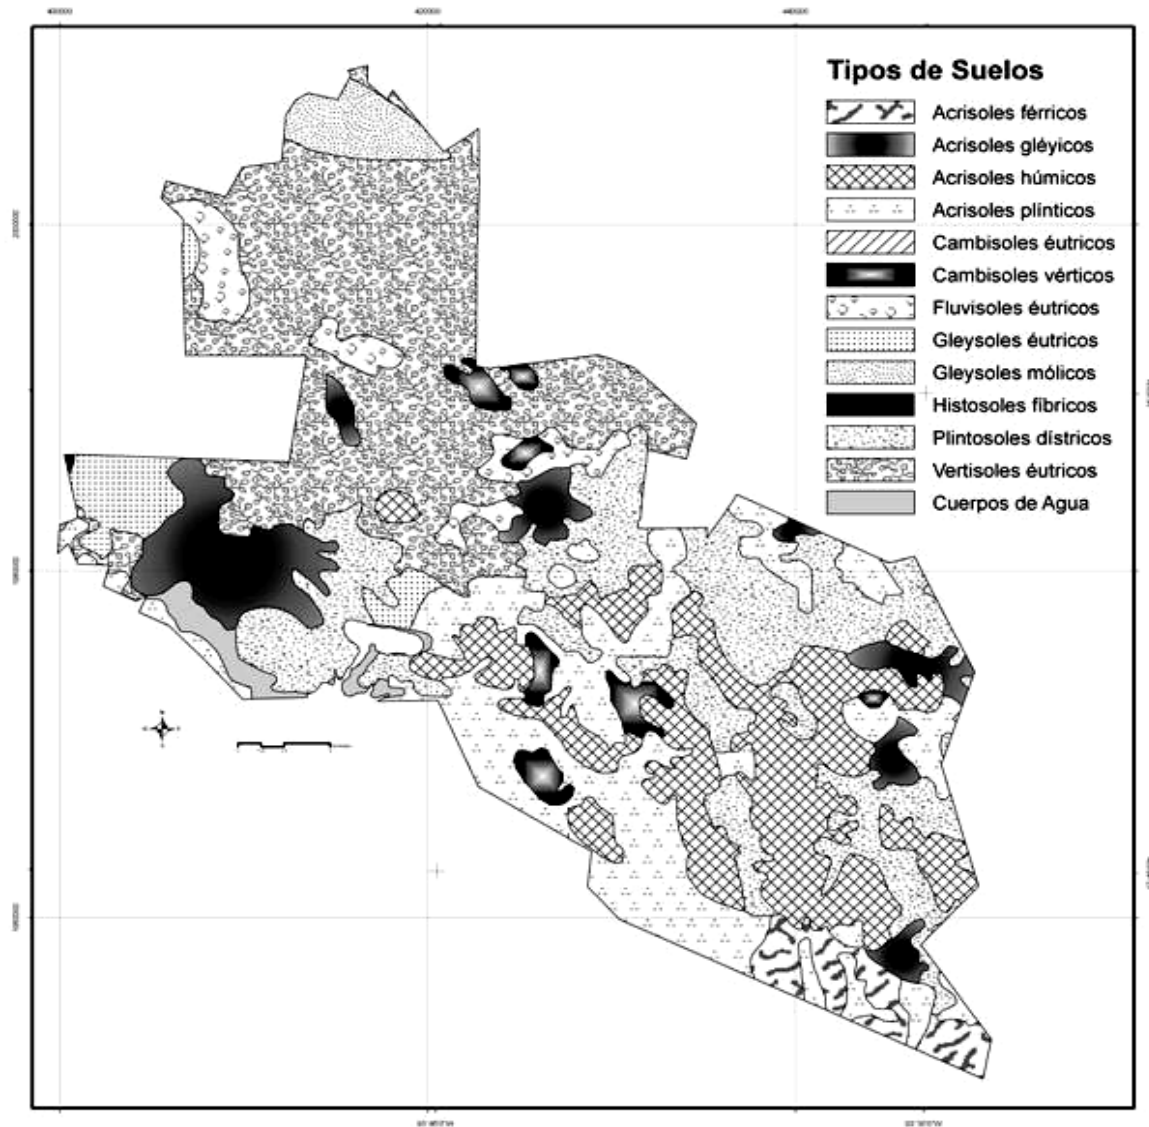 Tipos de Suelos
Acrisoles férricos
Acrisoles gléyicos
Acrisoles húmicos
Acrisoles plínticos
Cambisoles éutricos
Cambisoles vérticos
Fluvisoles éutricos
Gleysoles éutricos
Gleysoles mólicos
Histosoles fíbricos
Plintosoles dístricos
Vertisoles éutricos
Cuerpos de Agua